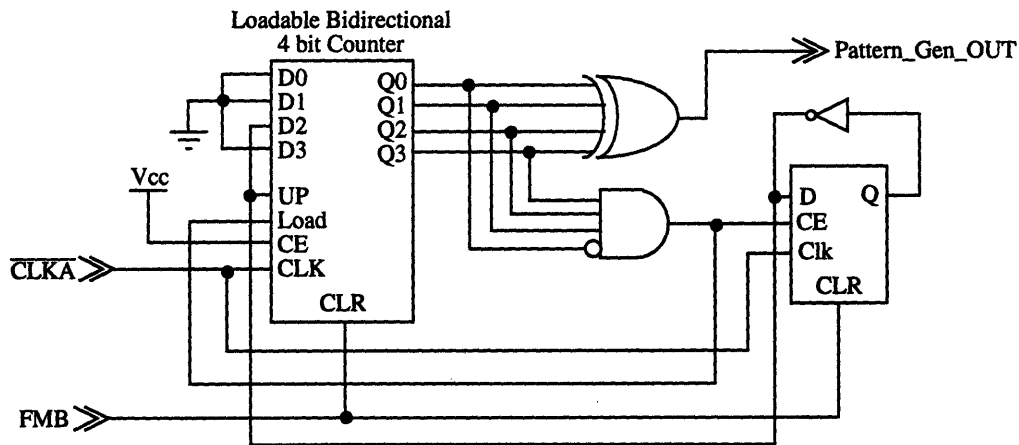 Loadable Bidirectional
4 bit Counter
Pattern_Gen_OUT
D0
D1
D2
D3
Q0
Q1
Q2
Q3
Vcc
UP
Load
CE
CLK
CLR
D
Q
CE
Clk
CLR
CLKA
FMB